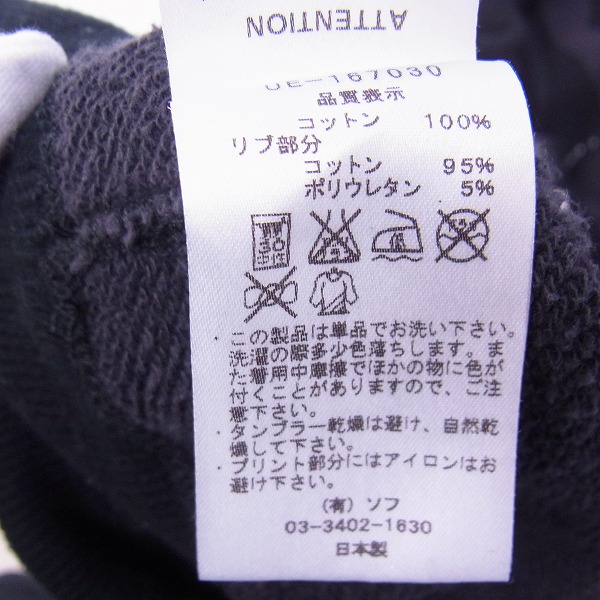 ATTENTION
UE-167030
品質表示
コットン 100%
リブ部分
コットン 95%
ポリウレタン 5%
この製品は単品でお洗い下さい。
洗濯の際多少色落ちします。ま
た着用中摩擦でほかの物に色が
付くことがありますので、ご注
意下さい。
・タンブラー乾燥は避け、自然乾
燥して下さい。
・プリント部分にはアイロンはお
避け下さい。
(有) ソフ
03-3402-1630
日本製